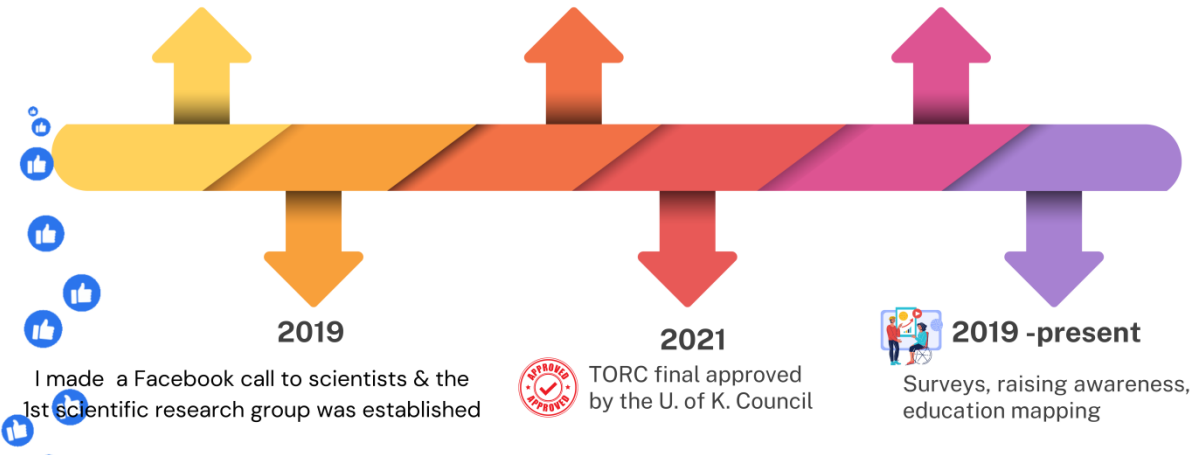 2019
I made a Facebook call to scientists & the
1st scientific research group was established
APPROVED
APPROVED
2021
TORC final approved
by the U. of K. Council
2019 -present
Surveys, raising awareness,
education mapping